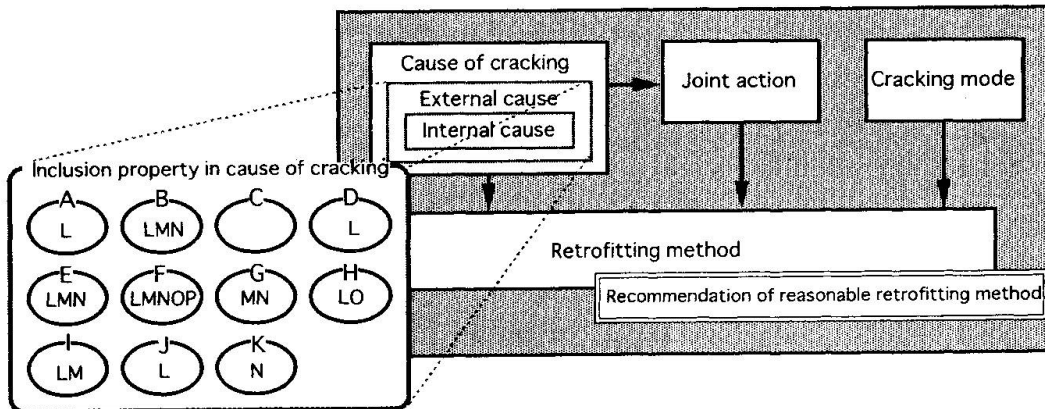 Cause of cracking
External cause
Internal cause
Joint action
Cracking mode
Inclusion property in cause of cracking
A B C D
L LMN L
E F G H
LMN LMNOP MN LO
I J K
LM L N
Retrofitting method
Recommendation of reasonable retrofitting method